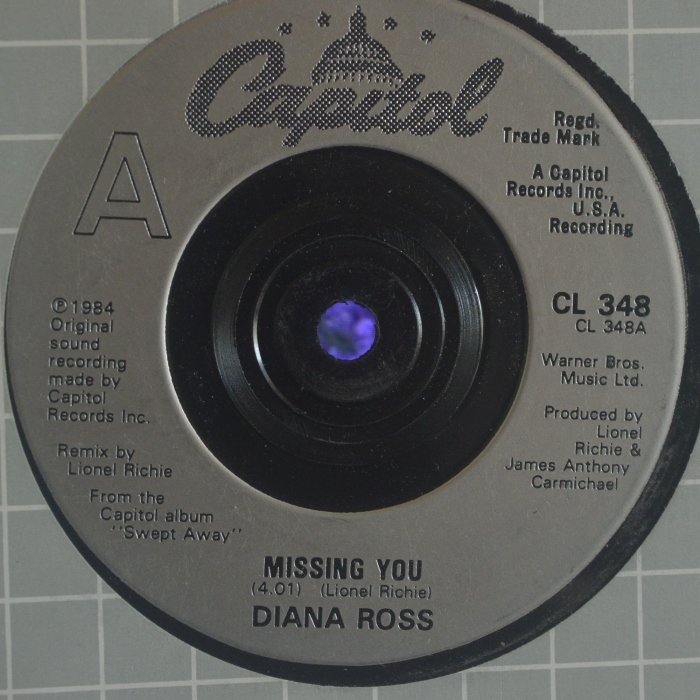 Capitol
A
Regd.
Trade Mark
A Capitol
Records Inc.,
U.S.A.
Recording
℗1984
Original
sound
recording
made by
Capitol
Records Inc.
Remix by
Lionel Richie
From the
Capitol album
"Swept Away"
CL 348
CL 348A
Warner Bros.
Music Ltd.
Produced by
Lionel
Richie &
James Anthony
Carmichael
MISSING YOU
(4.01) (Lionel Richie)
DIANA ROSS